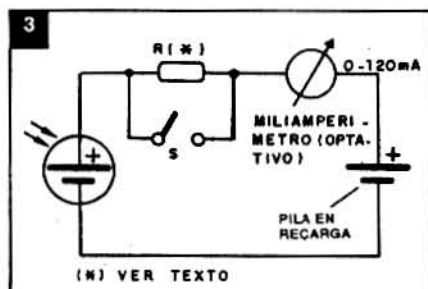 3
R(*)
0-120mA
MILIAMPERI-
METRO (OPTA-
TIVO)
S
+
+
PILA EN
RECARGA
(*) VER TEXTO